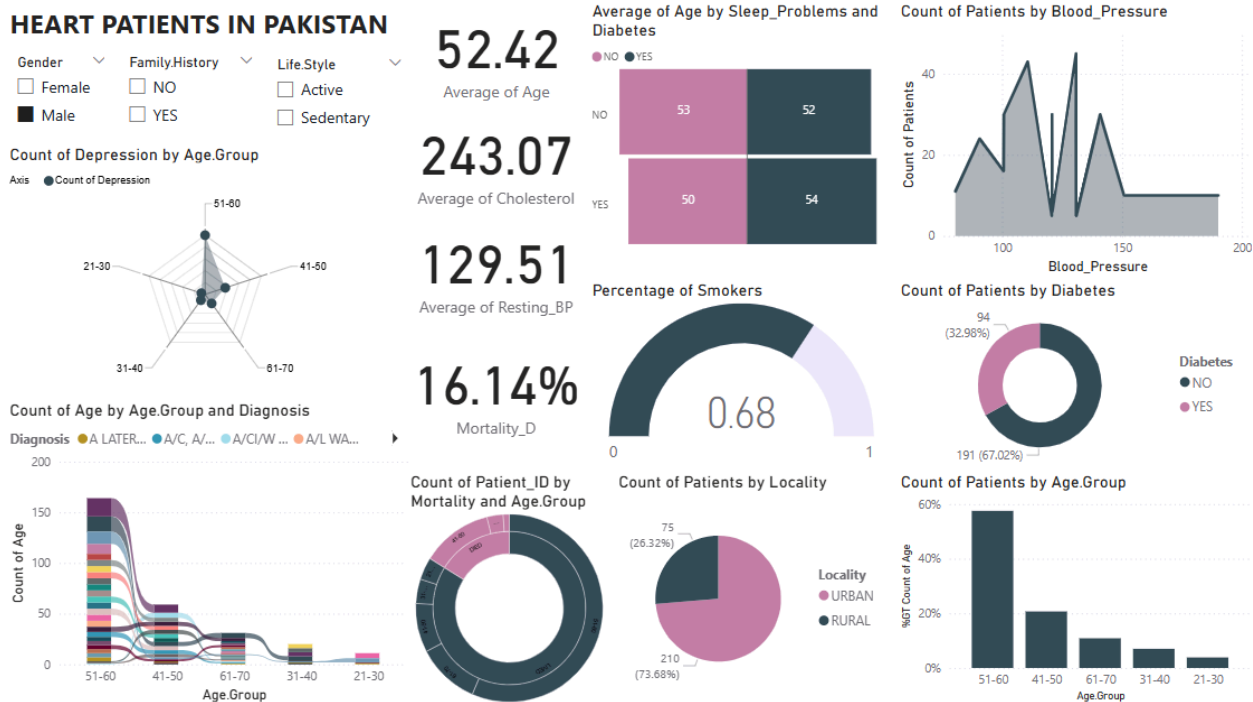 HEART PATIENTS IN PAKISTAN
Gender
Female
Male
Family.History
NO
YES
Life.Style
Active
Sedentary
Count of Depression by Age.Group
Axis Count of Depression
51-60
21-30
41-50
31-40
61-70
Count of Age by Age.Group and Diagnosis
Diagnosis A LATER... A/C, A/... A/CI/W ... A/L WA...
200
150
100
50
0
Count of Age
51-60 41-50 61-70 31-40 21-30
Age.Group
52.42
Average of Age
243.07
Average of Cholesterol
129.51
Average of Resting_BP
16.14%
Mortality_D
Average of Age by Sleep_Problems and
Diabetes
NO YES
NO
53 52
YES
50 54
Percentage of Smokers
0.68
0 1
Count of Patients by Blood_Pressure
Count of Patients
40
20
0
100 150 200
Blood_Pressure
Count of Patients by Diabetes
94
(32.98%)
191 (67.02%)
Diabetes
NO
YES
Count of Patient_ID by
Mortality and Age.Group
Count of Patients by Locality
75
(26.32%)
210
(73.68%)
Locality
URBAN
RURAL
Count of Patients by Age.Group
%GT Count of Age
60%
40%
20%
0%
51-60 41-50 61-70 31-40 21-30
Age.Group